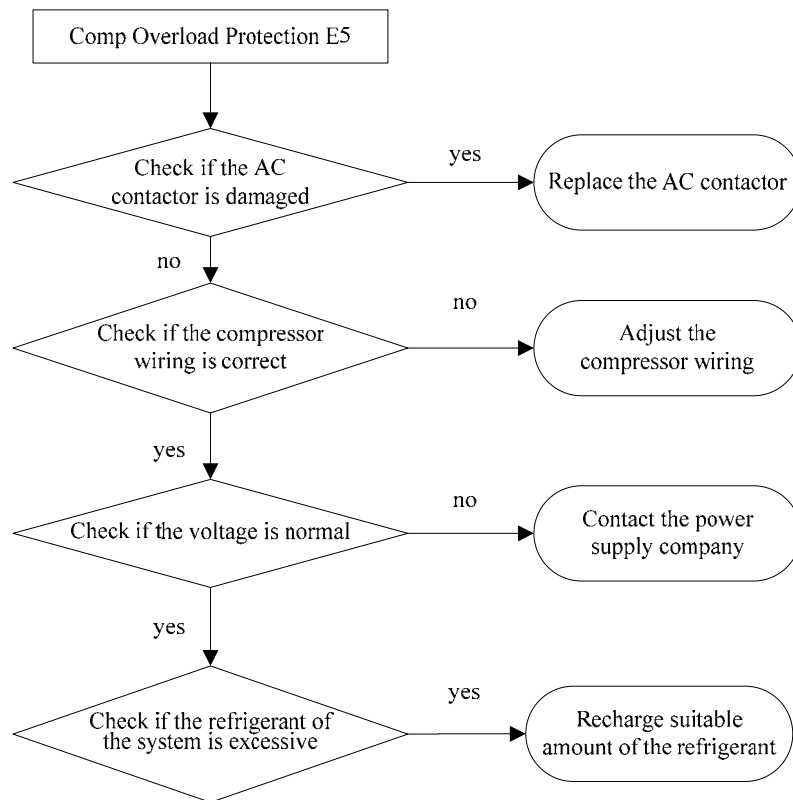 Comp Overload Protection E5
Check if the AC
contactor is damaged
yes
Replace the AC contactor
no
Check if the compressor
wiring is correct
no
Adjust the
compressor wiring
yes
Check if the voltage is normal
no
Contact the power
supply company
yes
Check if the refrigerant of
the system is excessive
yes
Recharge suitable
amount of the refrigerant